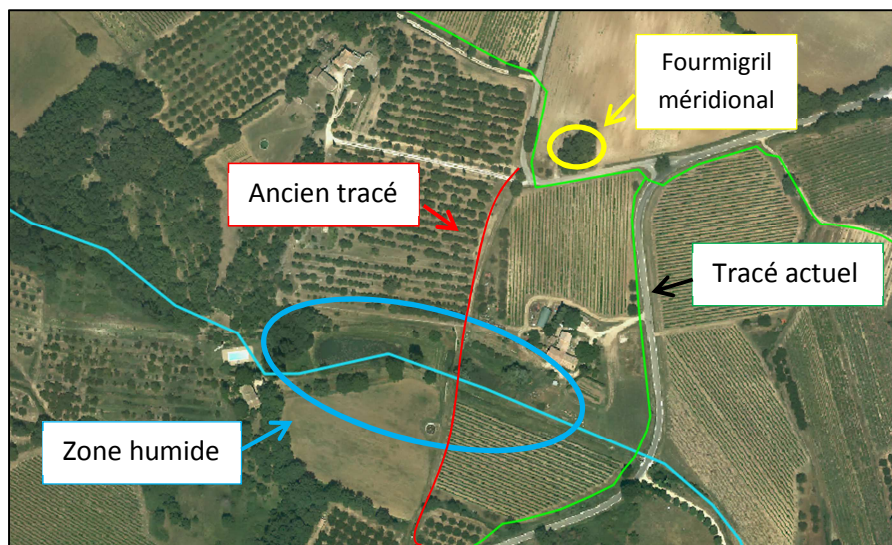 Fourmigril
méridional
Ancien tracé
Tracé actuel
Zone humide